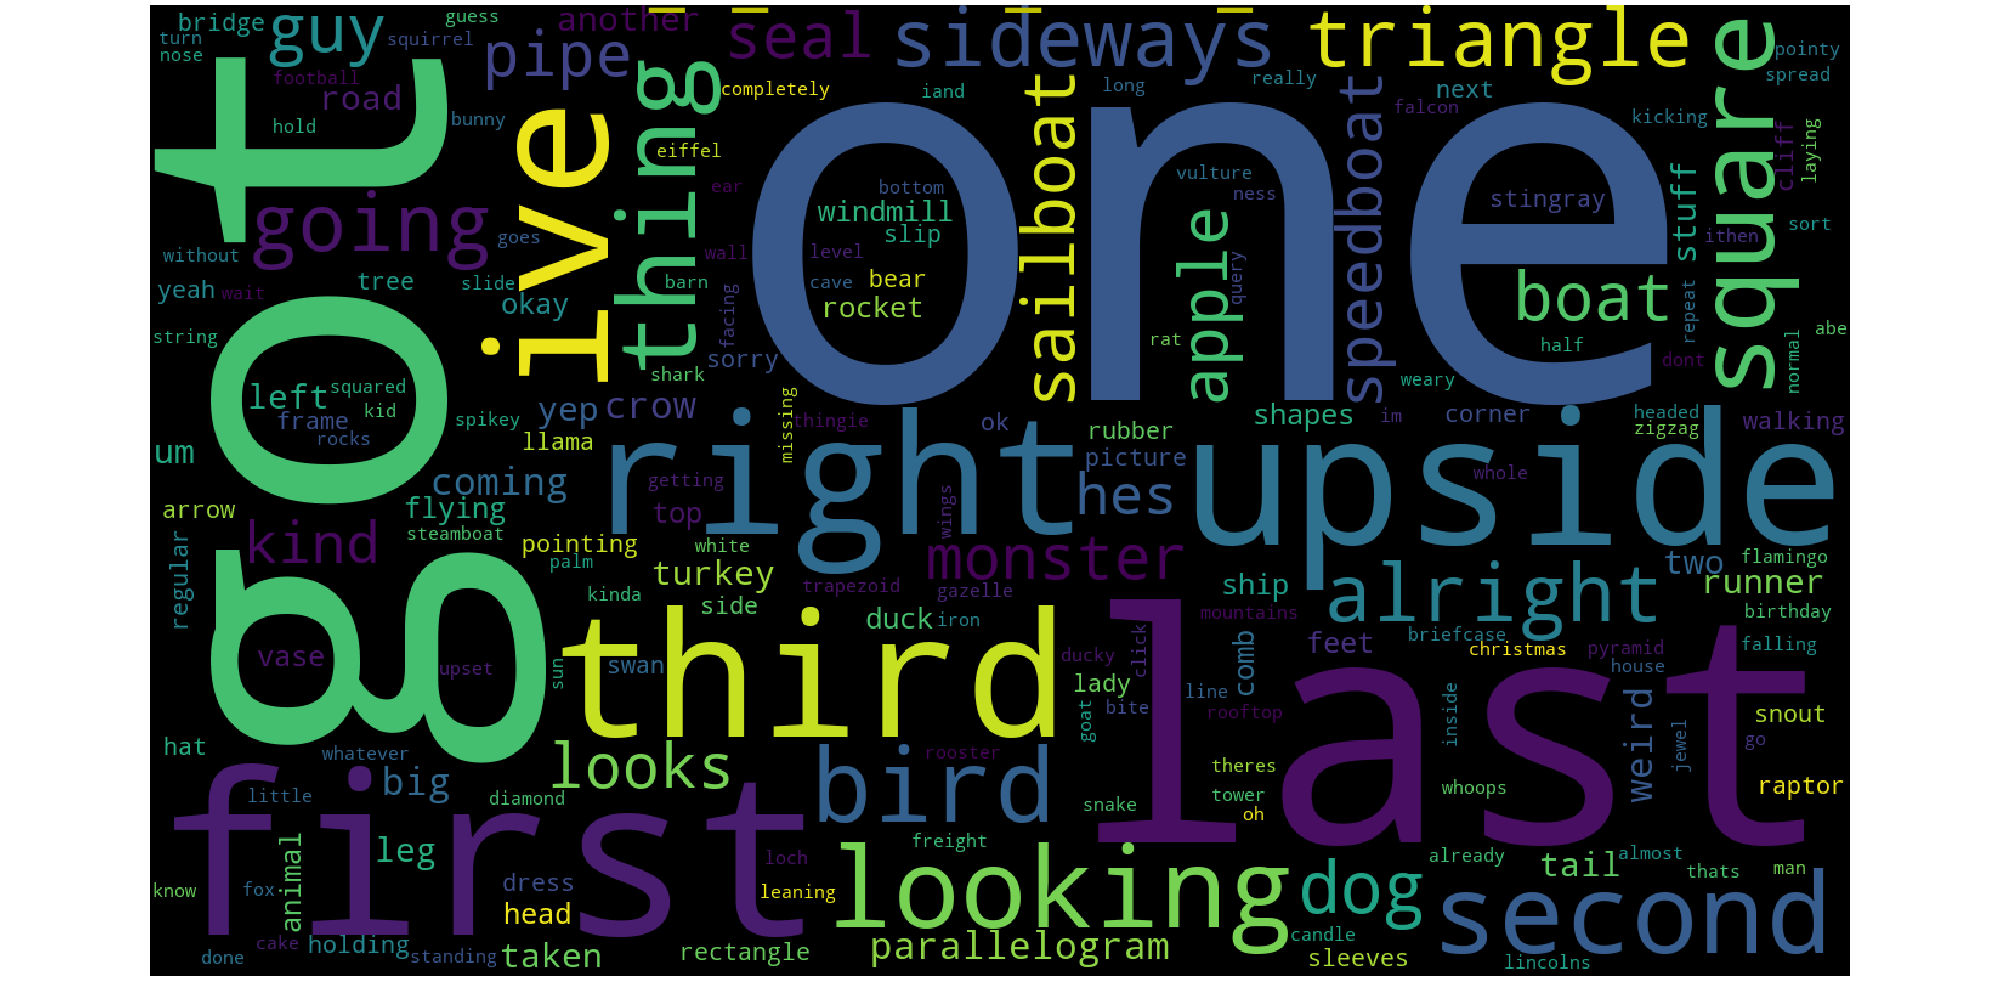 bridge
guess
another
turn
guy
squirrel
nose
pipe
seal
sideways
triangle
square
pointy
spread
football
road
thing
completely
iand
long
really
sailboat
speedboat
next
falcon
kicking
hold
bunny
got
ive
eiffel
one
cliff
laying
going
ear
bottom
vulture
ness
stingray
stuff
windmill
slip
apple
goes
without
wall
level
ithen
sort
tree
slide
barn
cave
bear
query
yeah
wait
okay
rocket
boat
repeat
facing
string
abe
rat
half
sorry
dont
normal
shark
left
squared
weary
frame
kid
rocks
spikey
yep
crow
missing
thingie
ok
shapes
im
corner
headed
zigzag
walking
um
llama
right
rubber
picture
upside
whole
coming
getting
hes
arrow
flying
top
wings
kind
steamboat
pointing
white
monster
palm
regular
turkey
trapezoid
gazelle
ship
alright
two
flamingo
runner
kinda
side
duck
iron
mountains
birthday
third
last
vase
upset
sun
swan
ducky
click
comb
feet
briefcase
christmas
pyramid
falling
house
lady
line
goat
bite
rooftop
inside
weird
snout
hat
whatever
looks
bird
rooster
jewel
go
theres
big
little
diamond
snake
tower
whoops
raptor
oh
first
freight
animal
leg
loch
looking
already
almost
tail
thats
man
know
fox
dress
leaning
dog
second
head
cake
holding
parallelogram
candle
done
standing
taken
rectangle
sleeves
lincolns